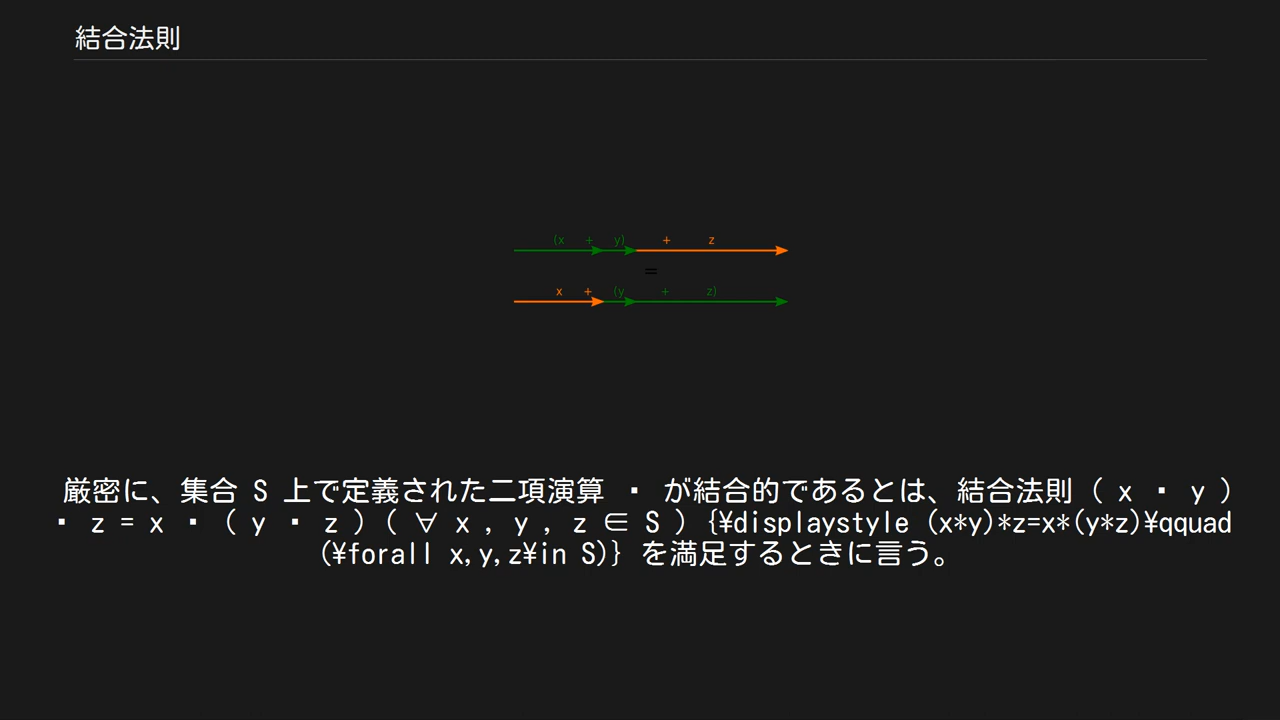 結合法則
(x + y) + z
=
x + (y + z)
厳密に、集合 S 上で定義された二項演算 ∗ が結合的であるとは、結合法則 ( x ∗ y )
∗ z = x ∗ ( y ∗ z ) ( ∀ x , y , z ∈ S ) {¥displaystyle (x*y)*z=x*(y*z)¥qquad
(¥forall x,y,z¥in S)} を満足するときに言う。